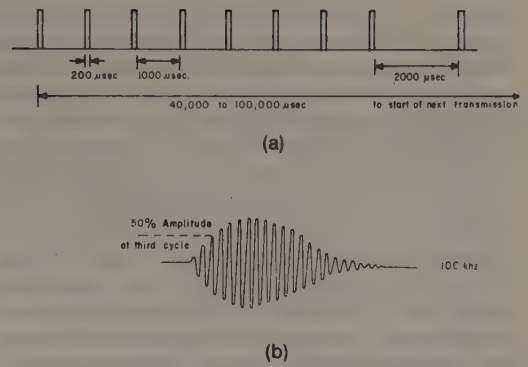 200 μsec
1000 μsec.
2000 μsec
40,000 to 100,000 μsec
to start of next transmission
(a)
50% Amplitude
at third cycle
100 khz
(b)